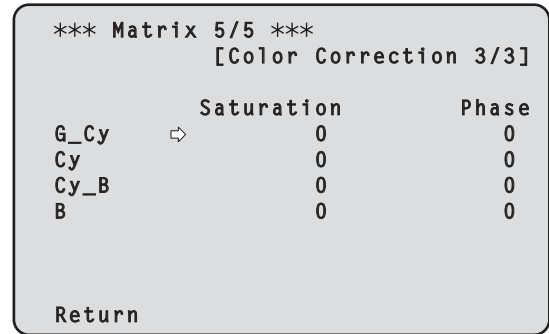 *** Matrix 5/5 ***
[Color Correction 3/3]
Saturation Phase
G_Cy ⇨ 0 0
Cy 0 0
Cy_B 0 0
B 0 0
Return